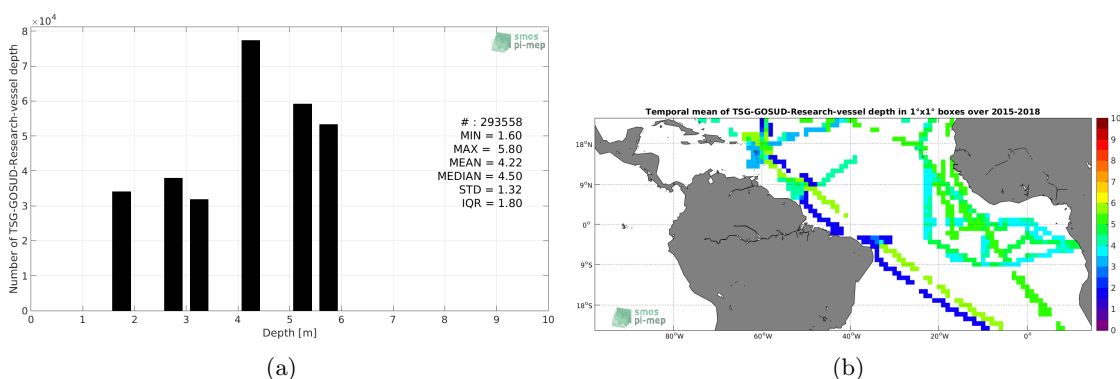 ×10⁴
8
7
6
5
4
3
2
1
0
Number of TSG-GOSUD-Research-vessel depth
0 1 2 3 4 5 6 7 8 9 10
Depth [m]
smos
pi-mep
# : 293558
MIN = 1.60
MAX = 5.80
MEAN = 4.22
MEDIAN = 4.50
STD = 1.32
IQR = 1.80
(a)
Temporal mean of TSG-GOSUD-Research-vessel depth in 1°x1° boxes over 2015-2018
18°N
9°N
0°
9°S
18°S
80°W 60°W 40°W 20°W 0°
10
9
8
7
6
5
4
3
2
1
0
smos
pi-mep
(b)